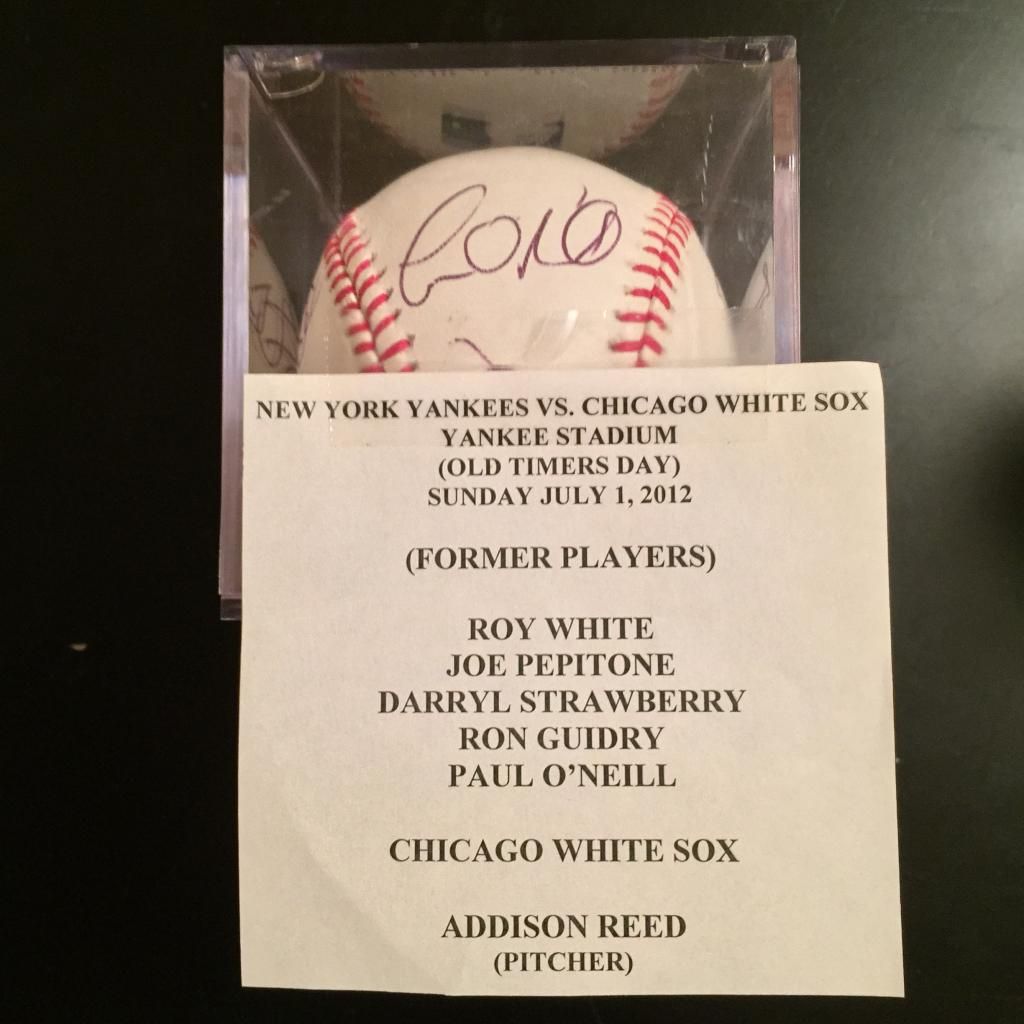 NEW YORK YANKEES VS. CHICAGO WHITE SOX
YANKEE STADIUM
(OLD TIMERS DAY)
SUNDAY JULY 1, 2012
(FORMER PLAYERS)
ROY WHITE
JOE PEPITONE
DARRYL STRAWBERRY
RON GUIDRY
PAUL O'NEILL
CHICAGO WHITE SOX
ADDISON REED
(PITCHER)